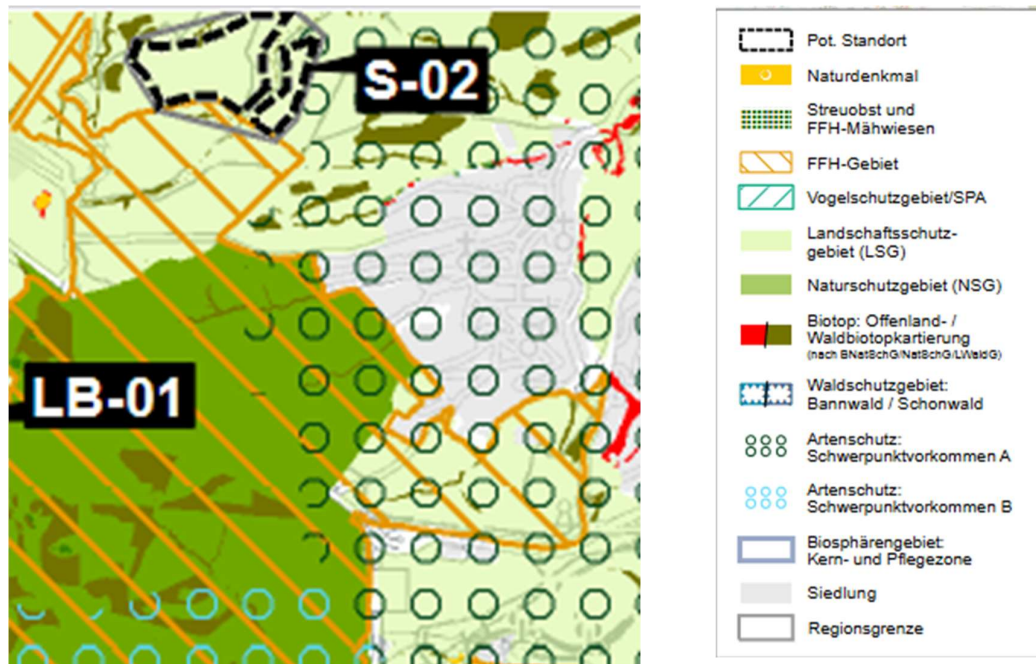 S-02
LB-01
Pot. Standort
Naturdenkmal
Streuobst und
FFH-Mähwiesen
FFH-Gebiet
Vogelschutzgebiet/SPA
Landschaftsschutz-
gebiet (LSG)
Naturschutzgebiet (NSG)
Biotop: Offenland- /
Waldbiotopkartierung
(nach BNatSchG/NatSchG/LWaldG)
Waldschutzgebiet:
Bannwald / Schonwald
Artenschutz:
Schwerpunktvorkommen A
Artenschutz:
Schwerpunktvorkommen B
Biosphärengebiet:
Kern- und Pflegezone
Siedlung
Regionsgrenze